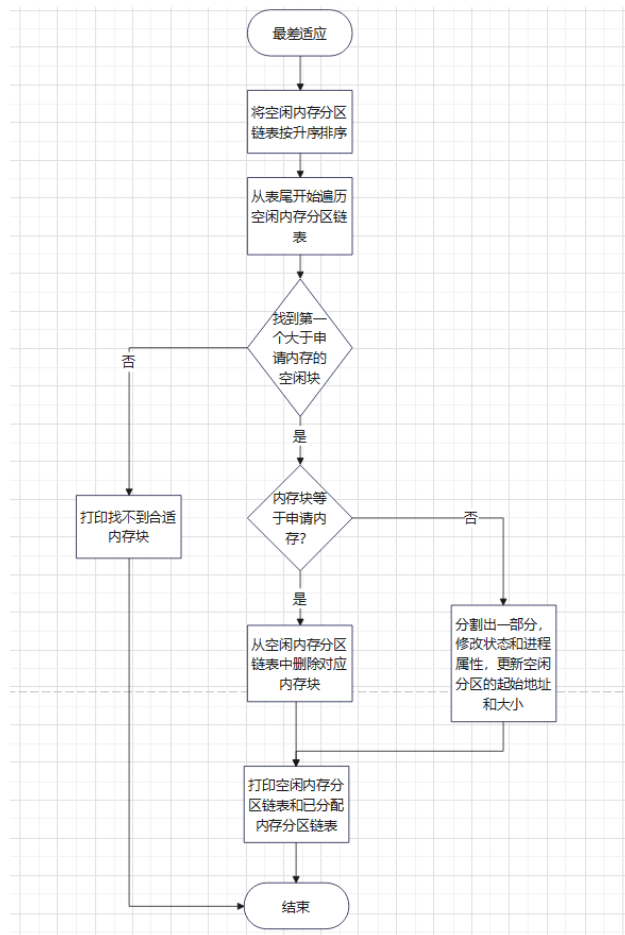 最差适应
将空闲内存分区
链表按升序排序
从表尾开始遍历
空闲内存分区链
表
找到第一
个大于申
请内存的
空闲块
否
是
内存块等
于申请内
存?
打印找不到合适
内存块
否
是
从空闲内存分区
链表中删除对应
内存块
分割出一部分，
修改状态和进程
属性，更新空闲
分区的起始地址
和大小
打印空闲内存分
区链表和已分配
内存分区链表
结束